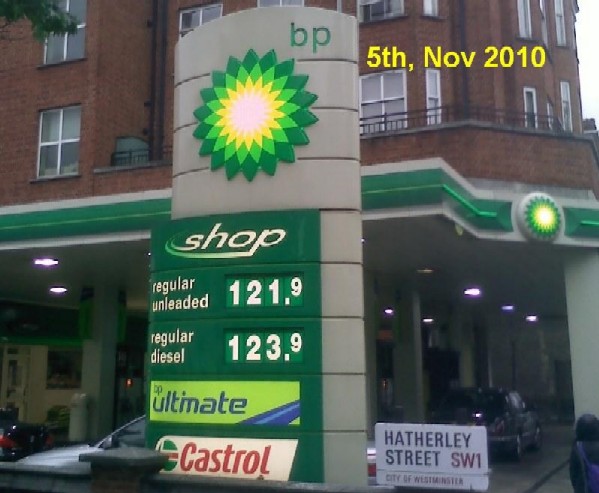 bp
5th, Nov 2010
shop
regular
unleaded
121.9
regular
diesel
123.9
bp
ultimate
Castrol
HATHERLEY
STREET SW1
CITY OF WESTMINSTER